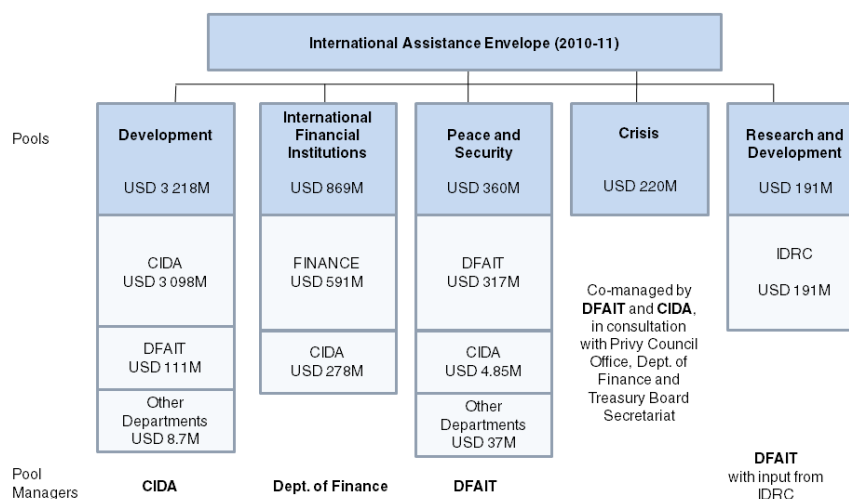 International Assistance Envelope (2010-11)
Pools
Development
USD 3 218M
International
Financial
Institutions
USD 869M
Peace and
Security
USD 360M
Crisis
USD 220M
Research and
Development
USD 191M
CIDA
USD 3 098M
DFAIT
USD 111M
Other
Departments
USD 8.7M
FINANCE
USD 591M
CIDA
USD 278M
DFAIT
USD 317M
CIDA
USD 4.85M
Other
Departments
USD 37M
Co-managed by
DFAIT and CIDA,
in consultation
with Privy Council
Office, Dept. of
Finance and
Treasury Board
Secretariat
IDRC
USD 191M
Pool
Managers
CIDA
Dept. of Finance
DFAIT
DFAIT
with input from
IDRC